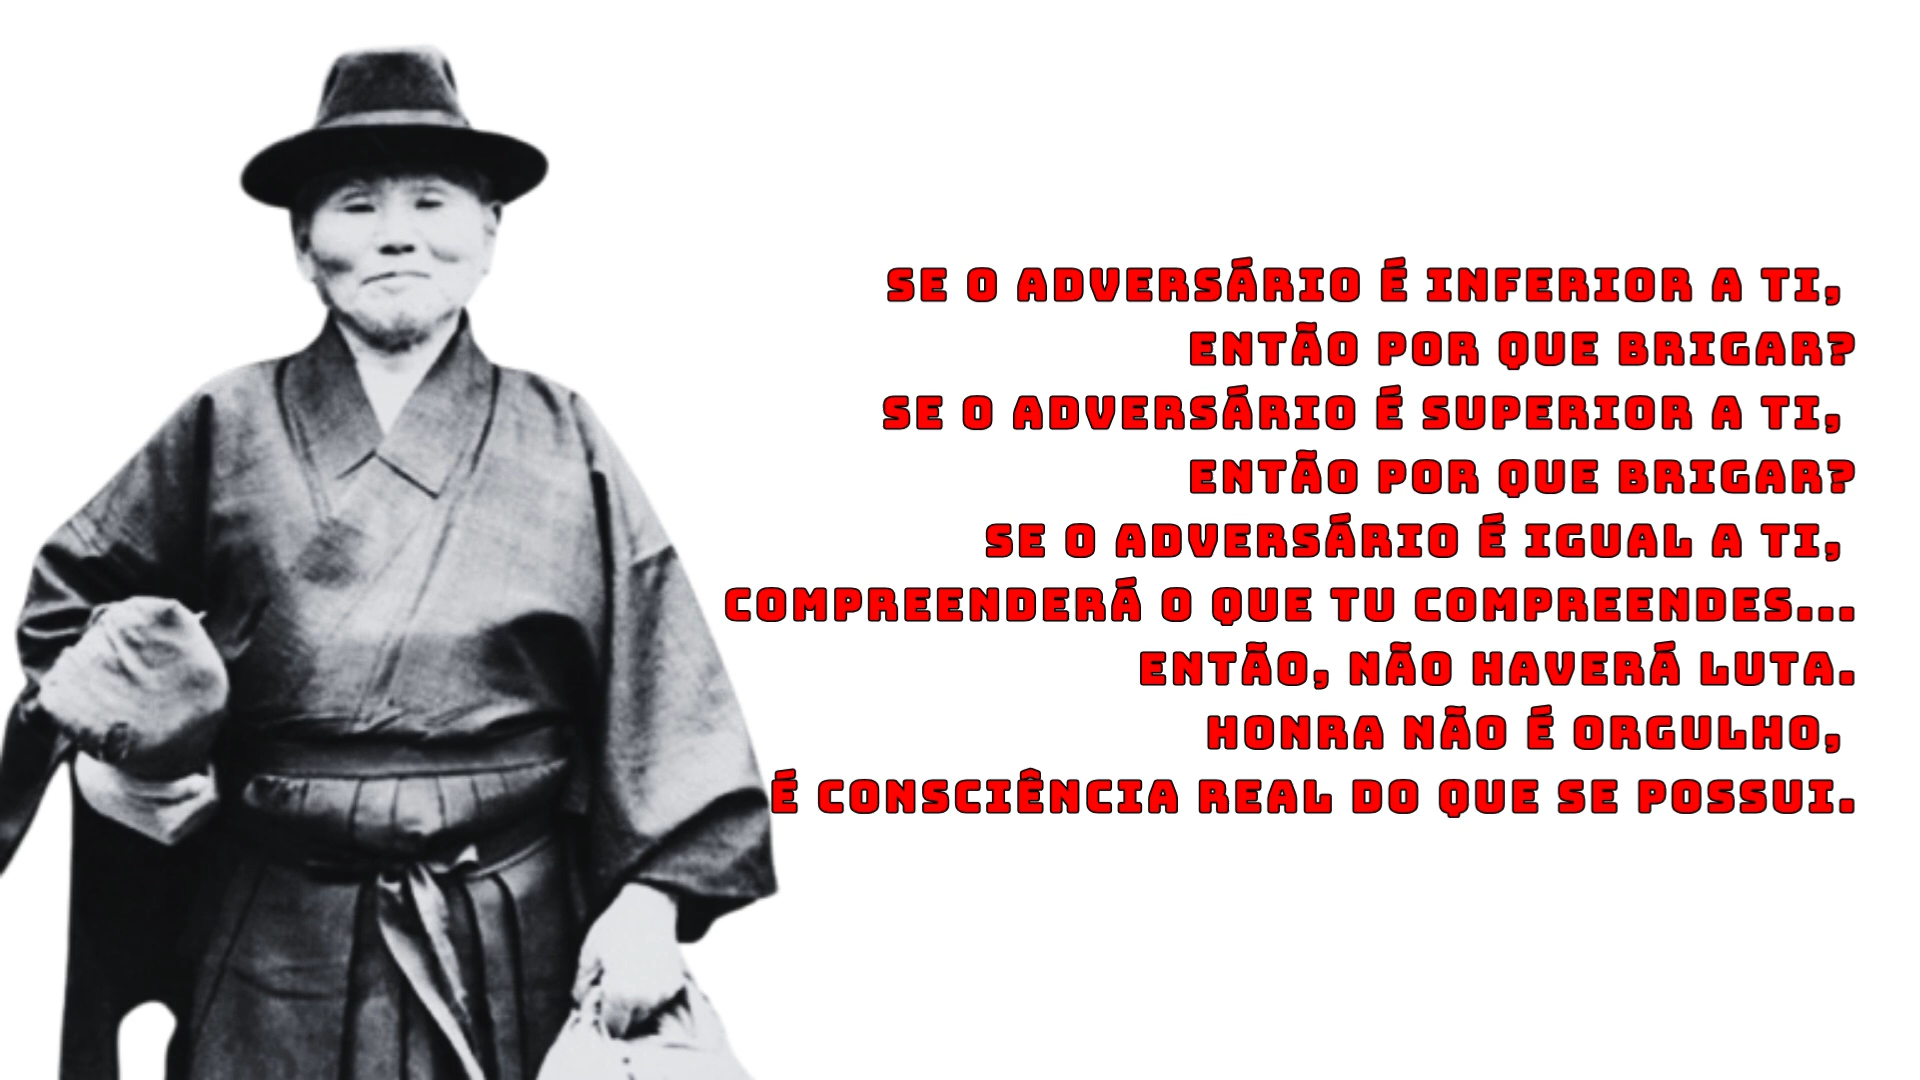 SE O ADVERSÁRIO É INFERIOR A TI,
ENTÃO POR QUE BRIGAR?
SE O ADVERSÁRIO É SUPERIOR A TI,
ENTÃO POR QUE BRIGAR?
SE O ADVERSÁRIO É IGUAL A TI,
COMPREENDERÁ O QUE TU COMPREENDES...
ENTÃO, NÃO HAVERÁ LUTA.
HONRA NÃO É ORGULHO,
É CONSCIÊNCIA REAL DO QUE SE POSSUI.